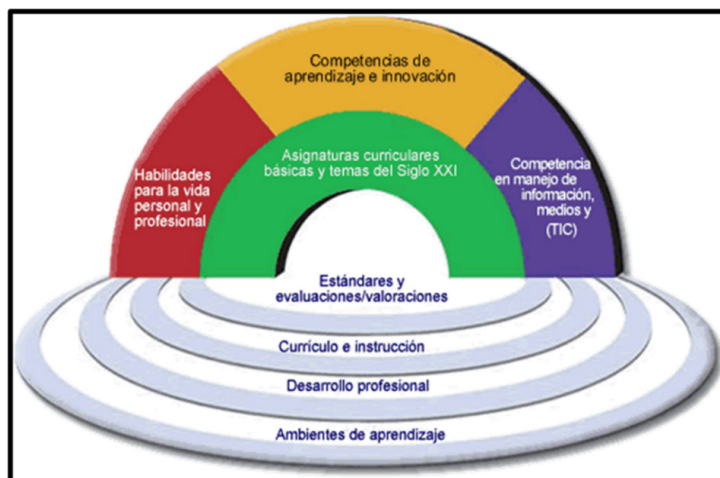 Competencias de
aprendizaje e innovación
Asignaturas curriculares
básicas y temas del Siglo XXI
Habilidades
para la vida
personal y
profesional
Competencia
en manejo de
información,
medios y
(TIC)
Estándares y
evaluaciones/valoraciones
Currículo e instrucción
Desarrollo profesional
Ambientes de aprendizaje